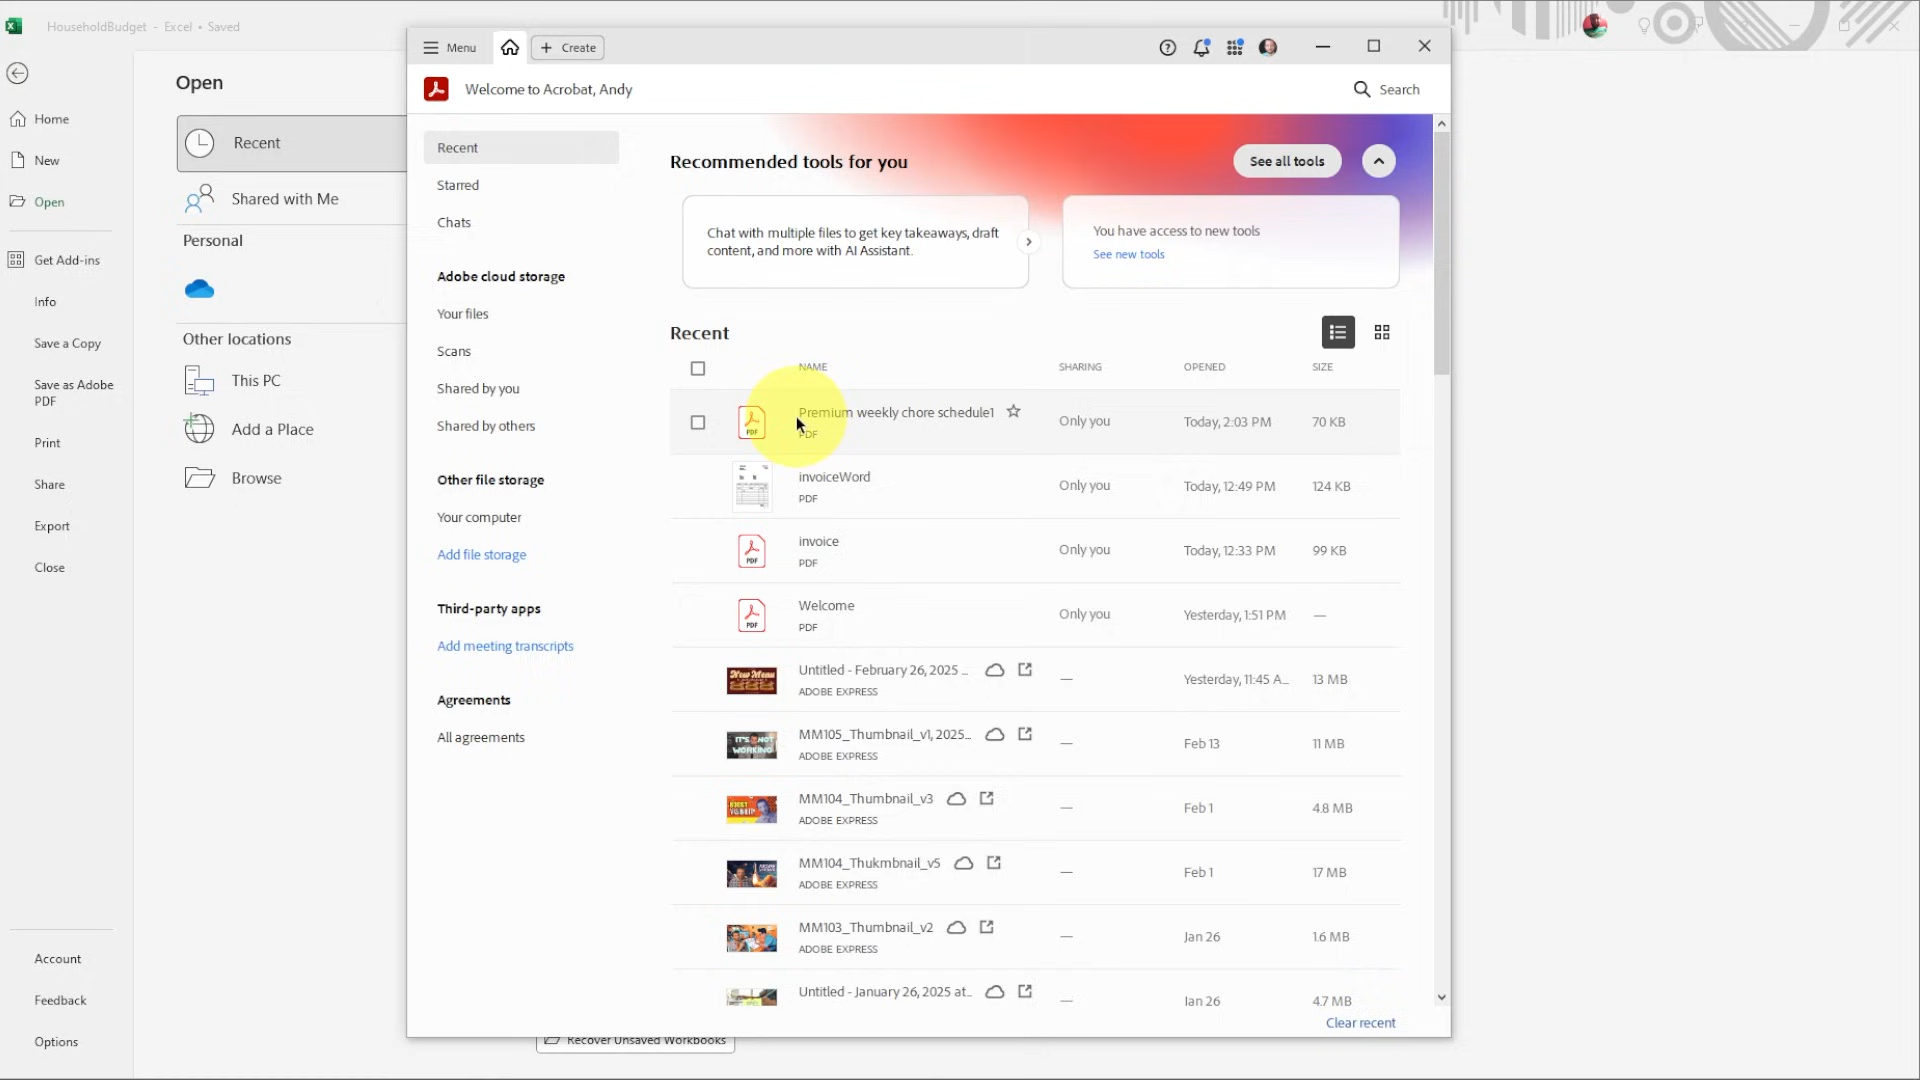 HouseholdBudget - Excel • Saved
Home
New
Open
Get Add-ins
Info
Save a Copy
Save as Adobe
PDF
Print
Share
Export
Close
Account
Feedback
Options
Open
Recent
Shared with Me
Personal
Other locations
This PC
Add a Place
Browse
Recover Unsaved Workbooks
Menu
Create
Welcome to Acrobat, Andy
Search
Recent
Starred
Chats
Adobe cloud storage
Your files
Scans
Shared by you
Shared by others
Other file storage
Your computer
Add file storage
Third-party apps
Add meeting transcripts
Agreements
All agreements
Recommended tools for you
See all tools
Chat with multiple files to get key takeaways, draft
content, and more with AI Assistant.
You have access to new tools
See new tools
Recent
NAME SHARING OPENED SIZE
Premium weekly chore schedule1
PDF
Only you Today, 2:03 PM 70 KB
invoiceWord
PDF
Only you Today, 12:49 PM 124 KB
invoice
PDF
Only you Today, 12:33 PM 99 KB
Welcome
PDF
Only you Yesterday, 1:51 PM —
Untitled - February 26, 2025 ...
ADOBE EXPRESS
— Yesterday, 11:45 A... 13 MB
MM105_Thumbnail_v1, 2025...
ADOBE EXPRESS
— Feb 13 11 MB
MM104_Thumbnail_v3
ADOBE EXPRESS
— Feb 1 4.8 MB
MM104_Thukmbnail_v5
ADOBE EXPRESS
— Feb 1 17 MB
MM103_Thumbnail_v2
ADOBE EXPRESS
— Jan 26 1.6 MB
Untitled - January 26, 2025 at...
— Jan 26 4.7 MB
Clear recent